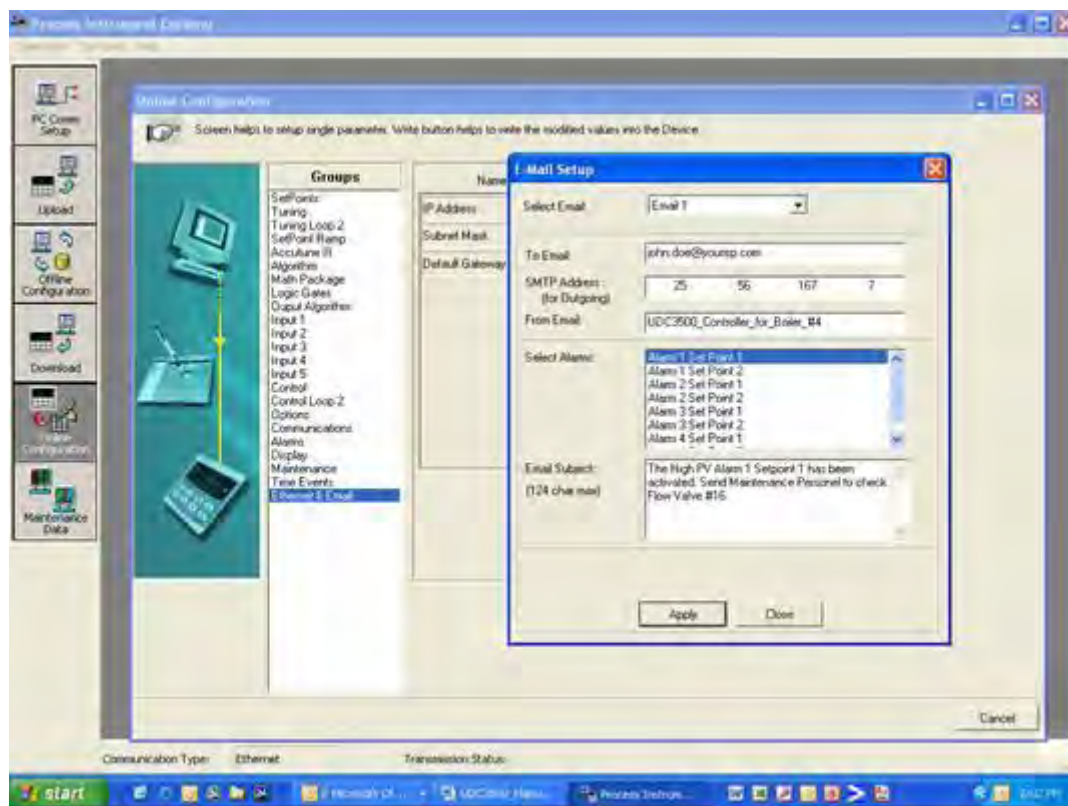 Process Instrument Explorer
PC Comm
Setup
Upload
Offline
Configuration
Download
Online
Configuration
Maintenance
Data
Online Configuration
Screen helps to setup single parameter. Write button helps to write the modified values into the Device
Groups
SetPoints
Tuning
Tuning Loop 2
SetPoint Ramp
Accutune III
Algorithm
Math Package
Logic Gates
Output Algorithm
Input 1
Input 2
Input 3
Input 4
Input 5
Control
Control Loop 2
Options
Communications
Alarms
Display
Maintenance
Time Events
Ethernet & Email
Name
IP Address
Subnet Mask
Default Gateway
E-Mail Setup
Select Email
Email 1
To Email
john.doe@yourisp.com
SMTP Address :
(for Outgoing)
25 56 167 7
From Email
UDC3500_Controller_for_Boiler_#4
Select Alarms:
Alarm 1 Set Point 1
Alarm 1 Set Point 2
Alarm 2 Set Point 1
Alarm 2 Set Point 2
Alarm 3 Set Point 1
Alarm 3 Set Point 2
Alarm 4 Set Point 1
Email Subject:
(124 char max)
The High PV Alarm 1 Setpoint 1 has been
activated. Send Maintenance Personel to check
Flow Valve #16.
Apply
Close
Cancel
Communication Type: Ethernet
Transmission Status:
start
Process Instrum...